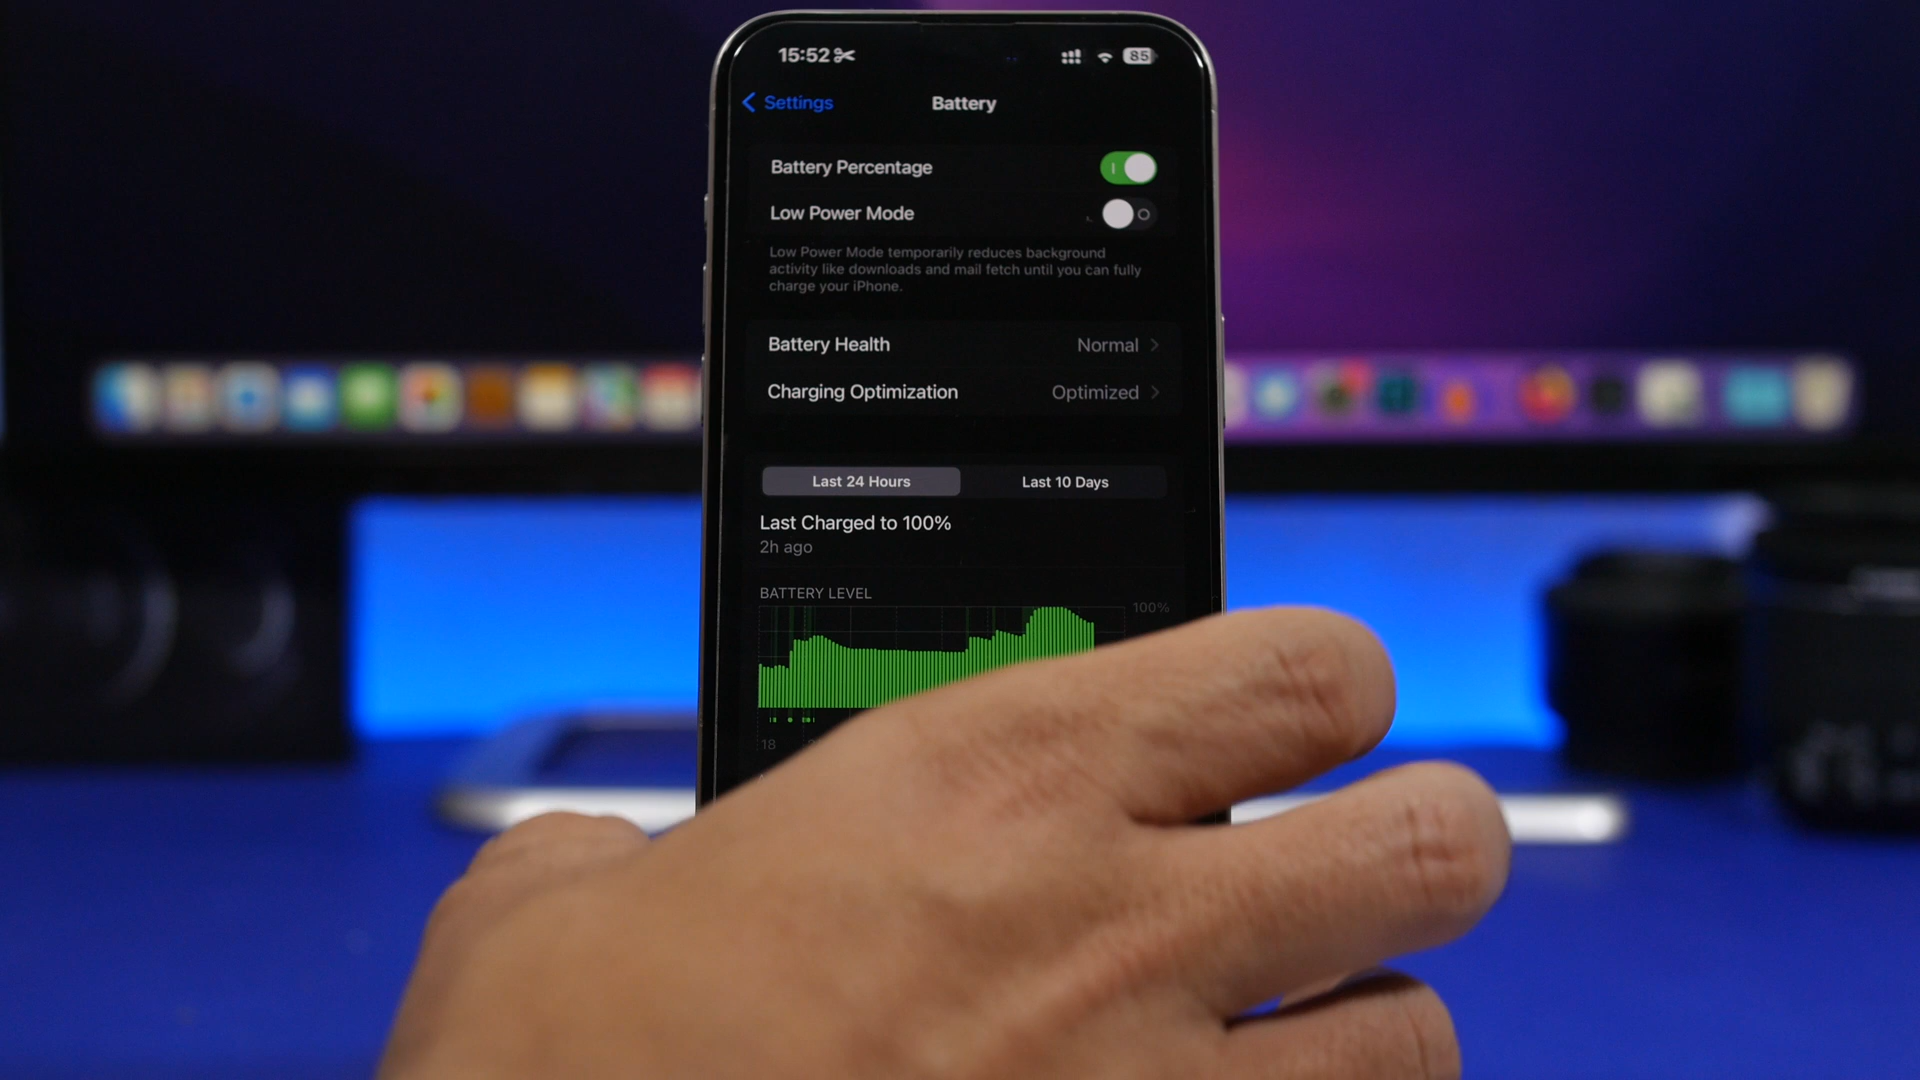 15:52
85
Settings
Battery
Battery Percentage
Low Power Mode
Low Power Mode temporarily reduces background
activity like downloads and mail fetch until you can fully
charge your iPhone.
Battery Health Normal
Charging Optimization Optimized
Last 24 Hours Last 10 Days
Last Charged to 100%
2h ago
BATTERY LEVEL
100%
18